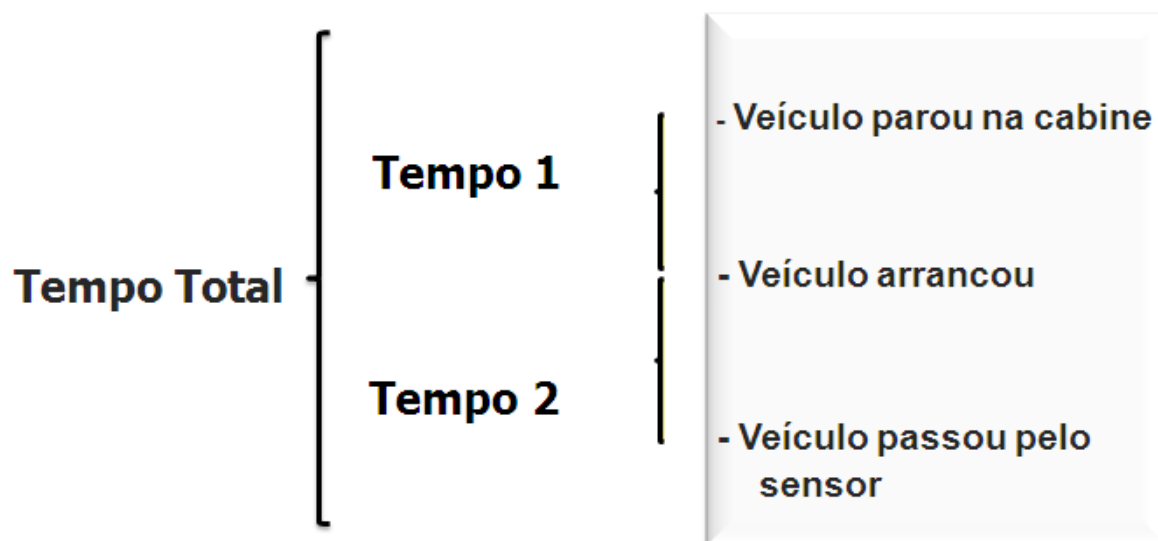 - Veículo parou na cabine
Tempo 1
- Veículo arrancou
Tempo Total
Tempo 2
- Veículo passou pelo
sensor